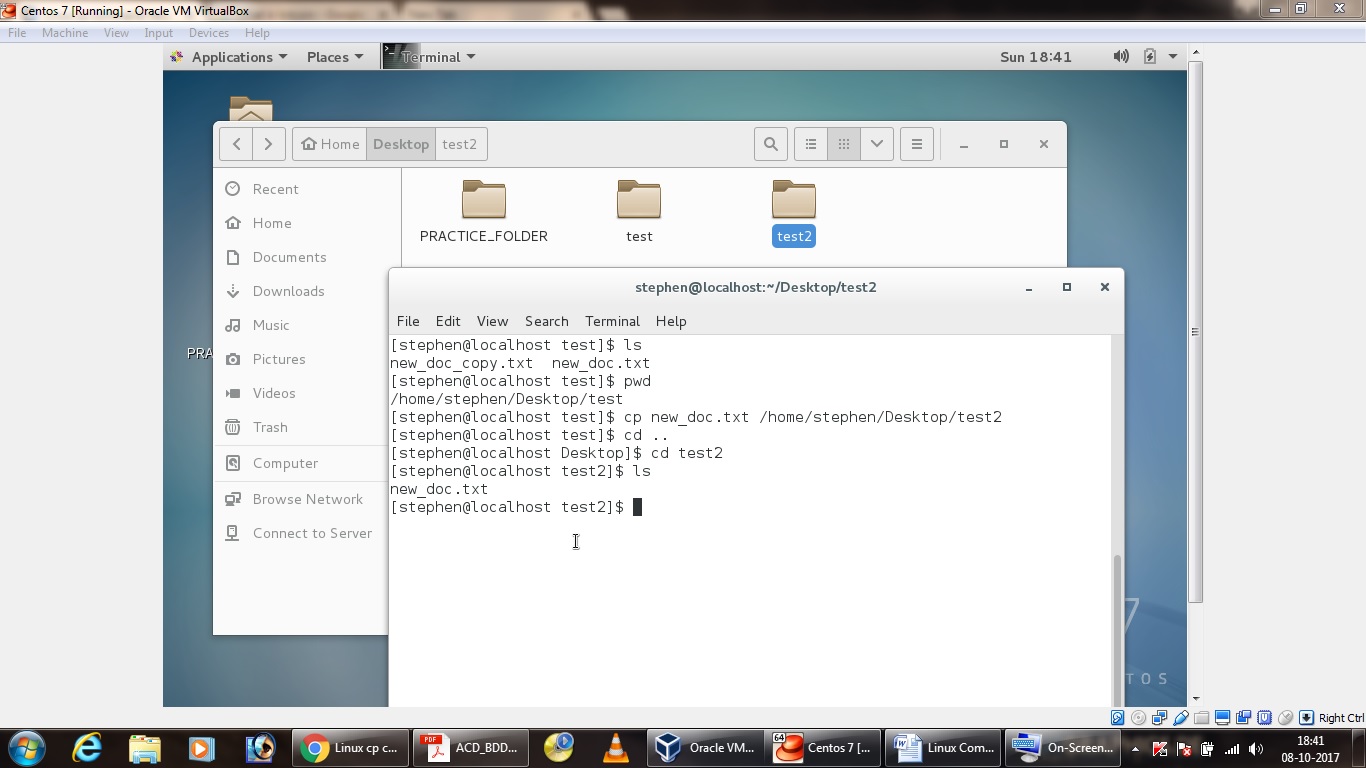 Centos 7 [Running] - Oracle VM VirtualBox
File Machine View Input Devices Help
Applications Places Terminal Sun 18:41
Home Desktop test2
Recent
Home
Documents
Downloads
Music
Pictures
Videos
Trash
Computer
Browse Network
Connect to Server
PRACTICE_FOLDER test test2
PRA
stephen@localhost:~/Desktop/test2
File Edit View Search Terminal Help
[stephen@localhost test]$ ls
new_doc_copy.txt  new_doc.txt
[stephen@localhost test]$ pwd
/home/stephen/Desktop/test
[stephen@localhost test]$ cp new_doc.txt /home/stephen/Desktop/test2
[stephen@localhost test]$ cd ..
[stephen@localhost Desktop]$ cd test2
[stephen@localhost test2]$ ls
new_doc.txt
[stephen@localhost test2]$
7
TOS
Right Ctrl
Linux cp c... ACD_BDD... Oracle VM... 64 Centos 7 [... Linux Com... On-Screen... 18:41
08-10-2017